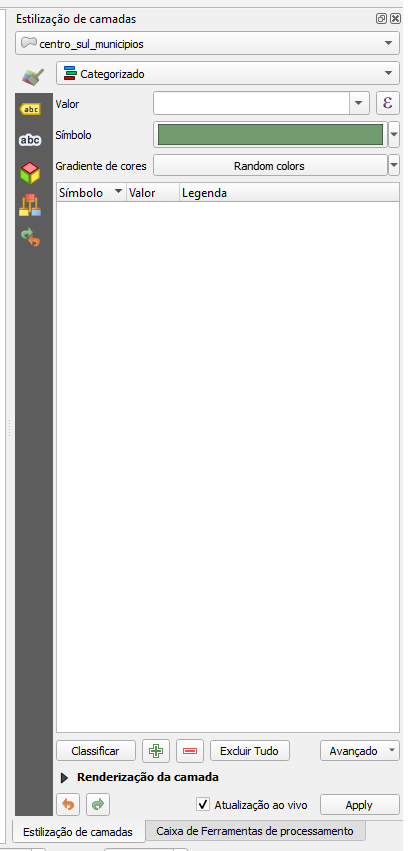 Estilização de camadas
centro_sul_municipios
Categorizado
abc
Valor
ε
abc
Símbolo
Gradiente de cores
Random colors
Símbolo Valor Legenda
Classificar
Excluir Tudo
Avançado
Renderização da camada
Atualização ao vivo
Apply
Estilização de camadas
Caixa de Ferramentas de processamento